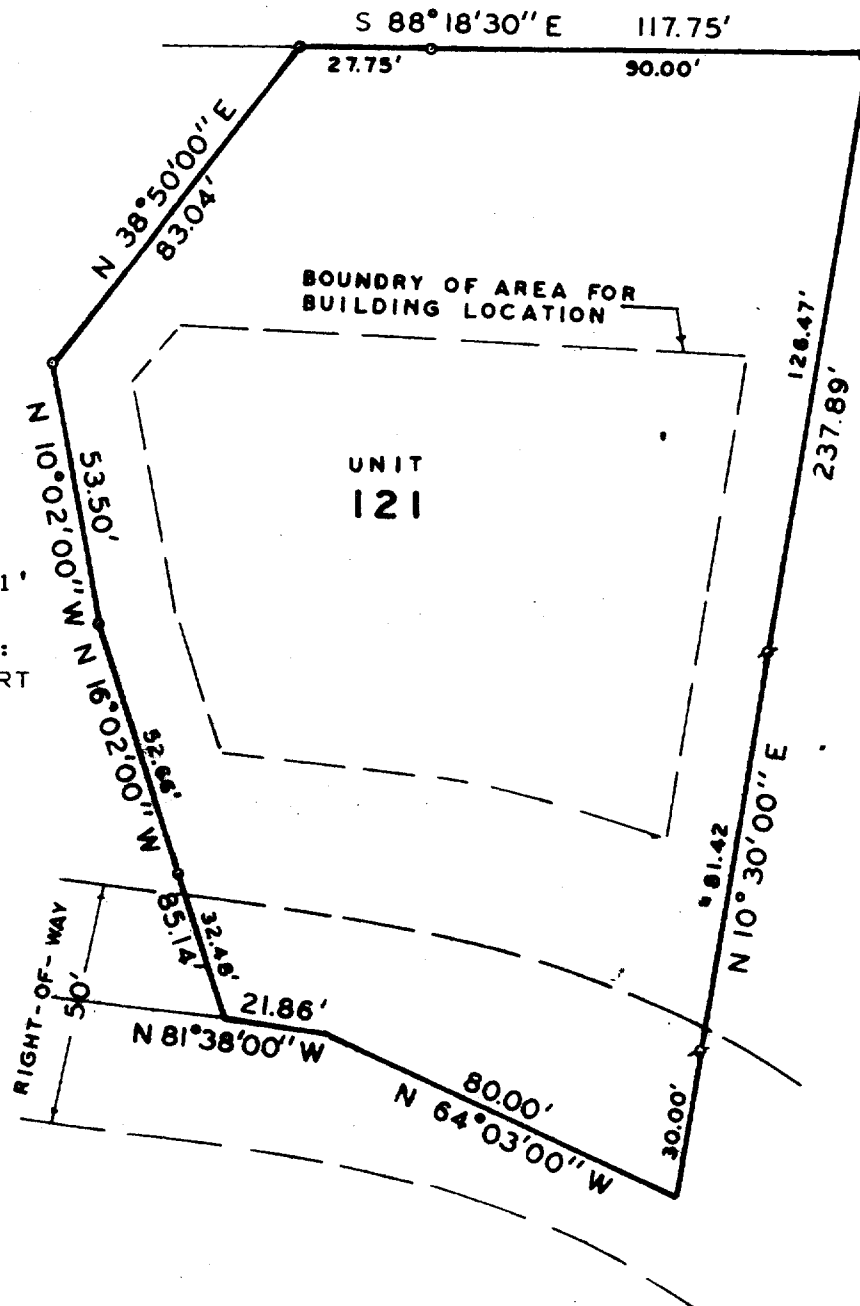 S 88°18'30" E 117.75'
27.75' 90.00'
N 38°50'00" E
83.04'
BOUNDRY OF AREA FOR
BUILDING LOCATION
126.47'
237.89'
UNIT
121
53.50'
N 10°02'00" W
1'
:
RT
N 16°02'00" W
52.66'
81.42
N 10°30'00" E
85.14'
32.48'
RIGHT-OF-WAY
50'
21.86'
N 81°38'00" W
80.00'
N 64°03'00" W
30.00'